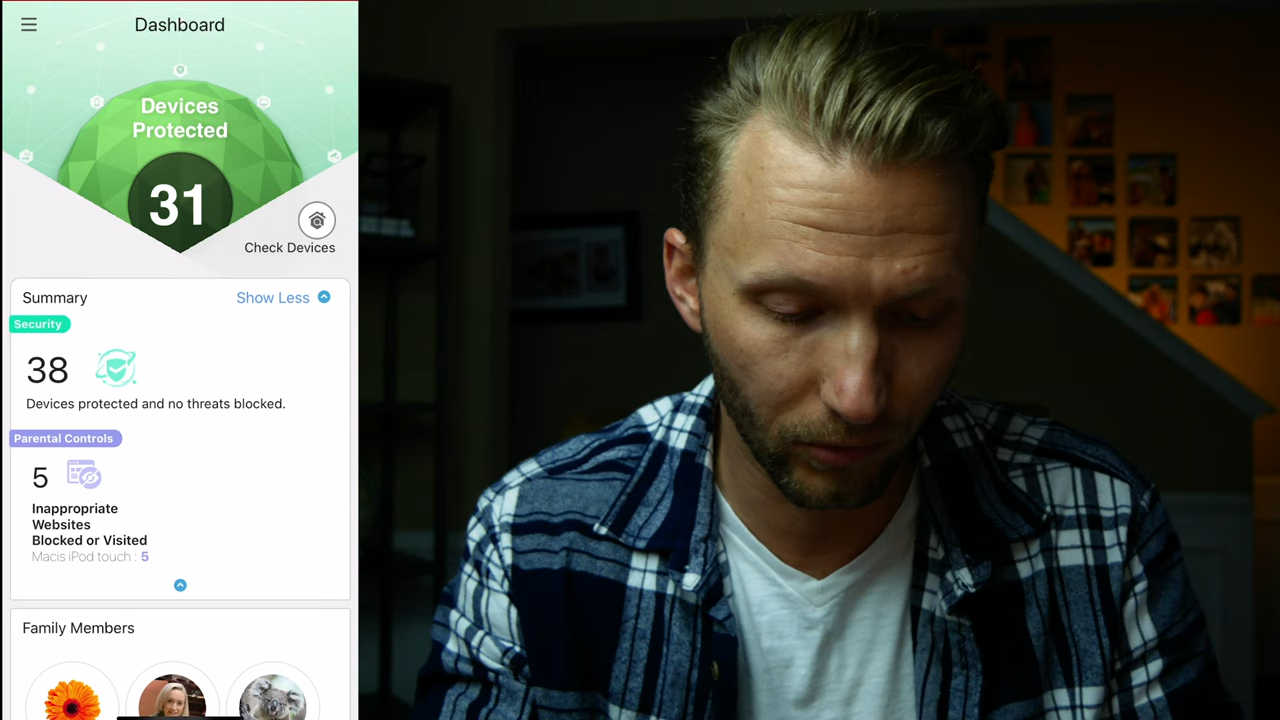 Dashboard
Devices
Protected
31
Check Devices
Summary
Show Less
Security
38
Devices protected and no threats blocked.
Parental Controls
5
Inappropriate
Websites
Blocked or Visited
Macis iPod touch : 5
Family Members